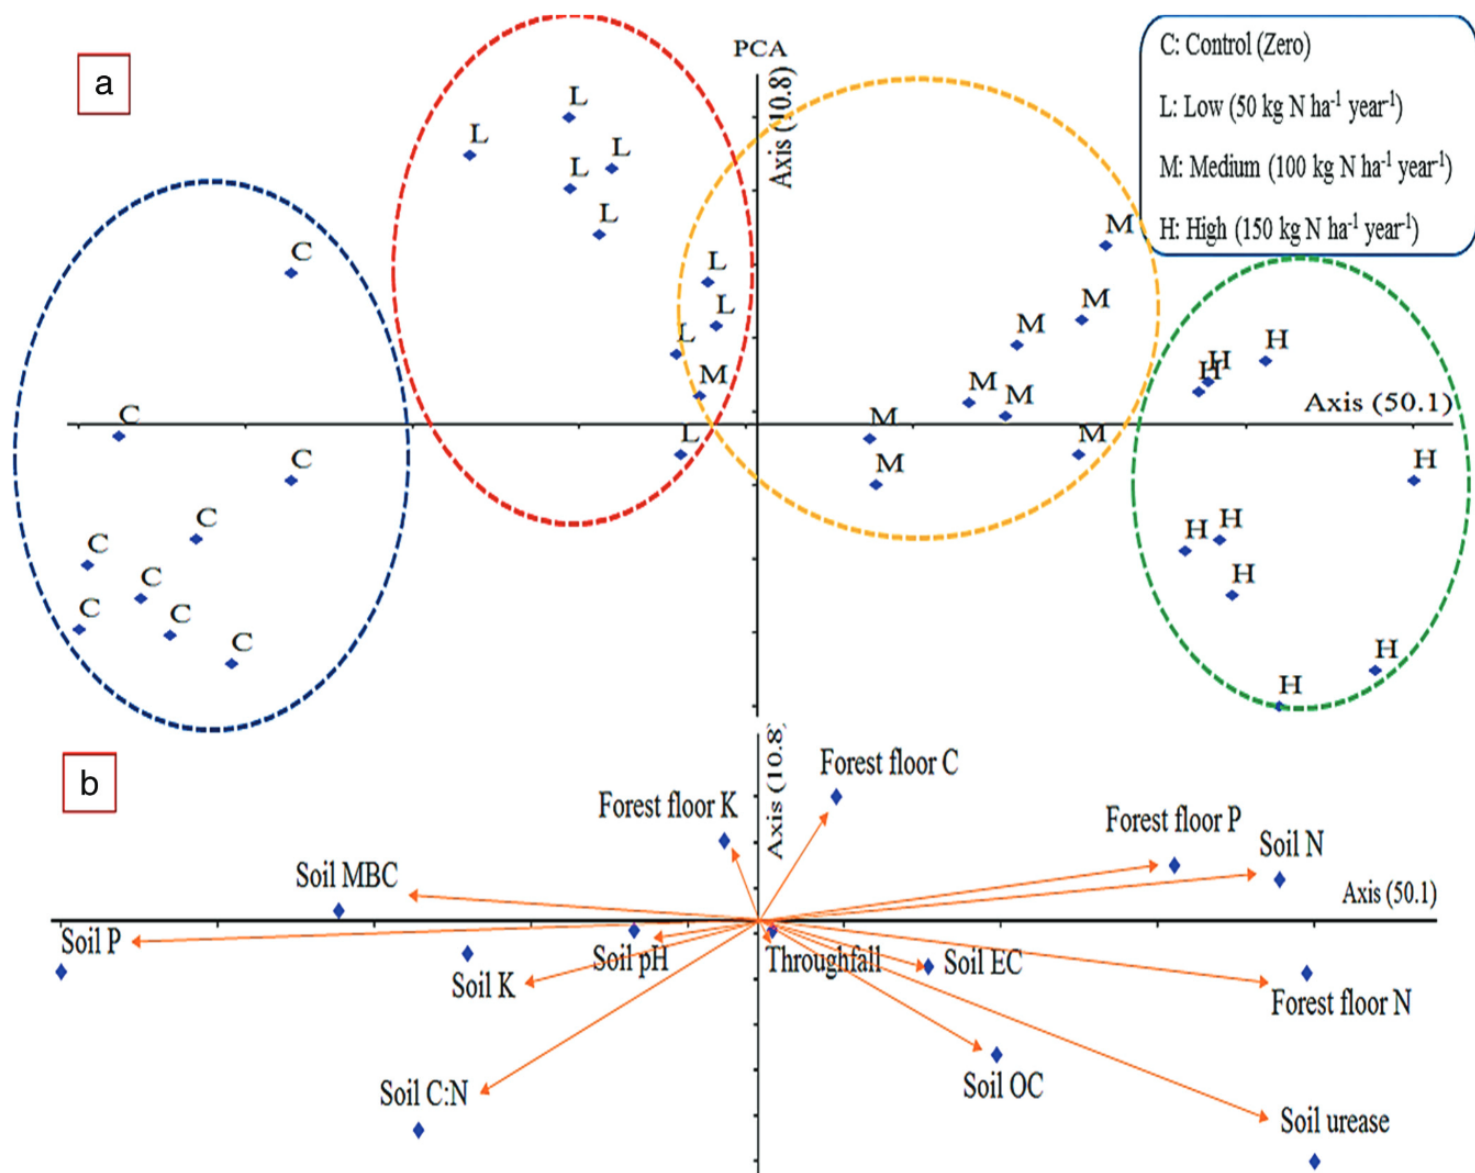 a
PCA
Axis (10.8)
C: Control (Zero)
L: Low (50 kg N ha⁻¹ year⁻¹)
M: Medium (100 kg N ha⁻¹ year⁻¹)
H: High (150 kg N ha⁻¹ year⁻¹)
L
L
L
L
L
M
C
L
L
M
M
L
H
H
H
M
M
M
Axis (50.1)
C
M
L
M
C
M
H
C
H
H
C
C
H
C
C
C
H
H
b
Axis (10.8)
Forest floor C
Forest floor K
Forest floor P
Soil N
Soil MBC
Axis (50.1)
Soil P
Soil pH
Throughfall
Soil EC
Soil K
Forest floor N
Soil OC
Soil C:N
Soil urease